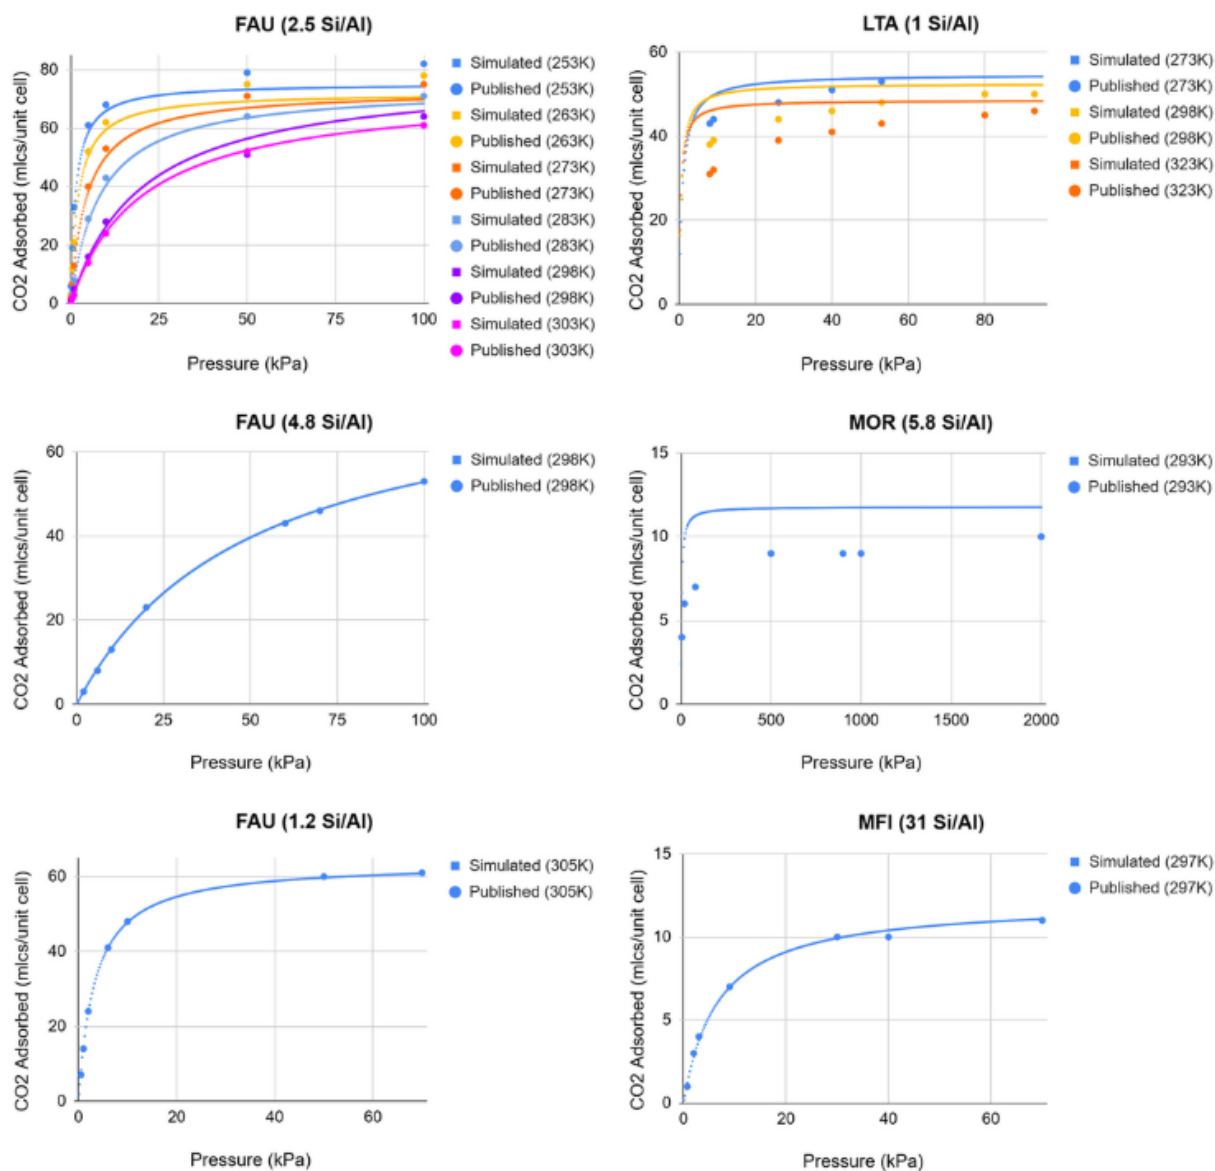 FAU (2.5 Si/Al)
CO2 Adsorbed (mlcs/unit cell)
80
60
40
20
0
0
25
50
75
100
Pressure (kPa)
Simulated (253K)
Published (253K)
Simulated (263K)
Published (263K)
Simulated (273K)
Published (273K)
Simulated (283K)
Published (283K)
Simulated (298K)
Published (298K)
Simulated (303K)
Published (303K)
LTA (1 Si/Al)
CO2 Adsorbed (mlcs/unit cell)
60
40
20
0
0
20
40
60
80
Pressure (kPa)
Simulated (273K)
Published (273K)
Simulated (298K)
Published (298K)
Simulated (323K)
Published (323K)
FAU (4.8 Si/Al)
CO2 Adsorbed (mlcs/unit cell)
60
40
20
0
0
25
50
75
100
Pressure (kPa)
Simulated (298K)
Published (298K)
MOR (5.8 Si/Al)
CO2 Adsorbed (mlcs/unit cell)
15
10
5
0
0
500
1000
1500
2000
Pressure (kPa)
Simulated (293K)
Published (293K)
FAU (1.2 Si/Al)
CO2 Adsorbed (mlcs/unit cell)
60
40
20
0
0
20
40
60
Pressure (kPa)
Simulated (305K)
Published (305K)
MFI (31 Si/Al)
CO2 Adsorbed (mlcs/unit cell)
15
10
5
0
0
20
40
60
Pressure (kPa)
Simulated (297K)
Published (297K)